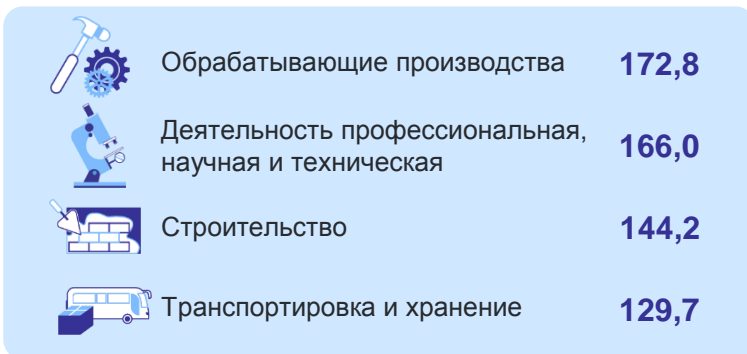 Обрабатывающие производства 172,8
Деятельность профессиональная,
научная и техническая 166,0
Строительство 144,2
Транспортировка и хранение 129,7